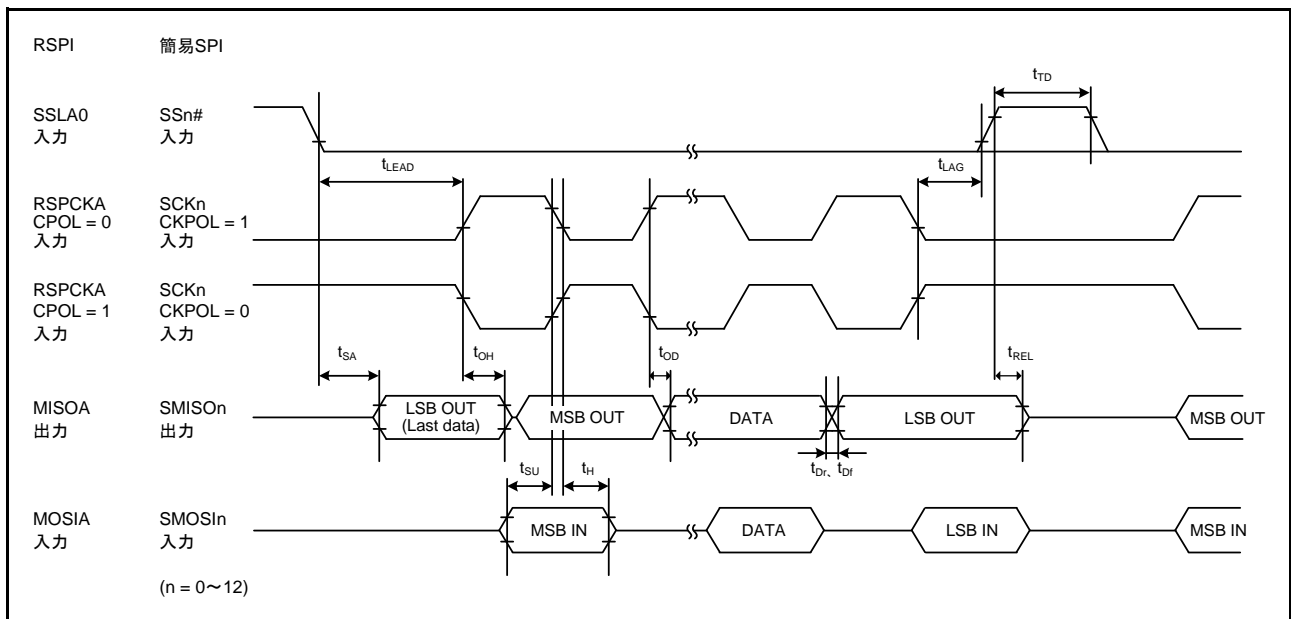 RSPI 簡易SPI
tTD
SSLA0 SSn#
入力 入力
tLEAD tLAG
RSPCKA SCKn
CPOL = 0 CKPOL = 1
入力 入力
RSPCKA SCKn
CPOL = 1 CKPOL = 0
入力 入力
tSA tOH tOD tREL
MISOA SMISOn
出力 出力
LSB OUT
(Last data)
MSB OUT DATA LSB OUT MSB OUT
tSU tH tDr、tDf
MOSIA SMOSIn
入力 入力
MSB IN DATA LSB IN MSB IN
(n = 0～12)